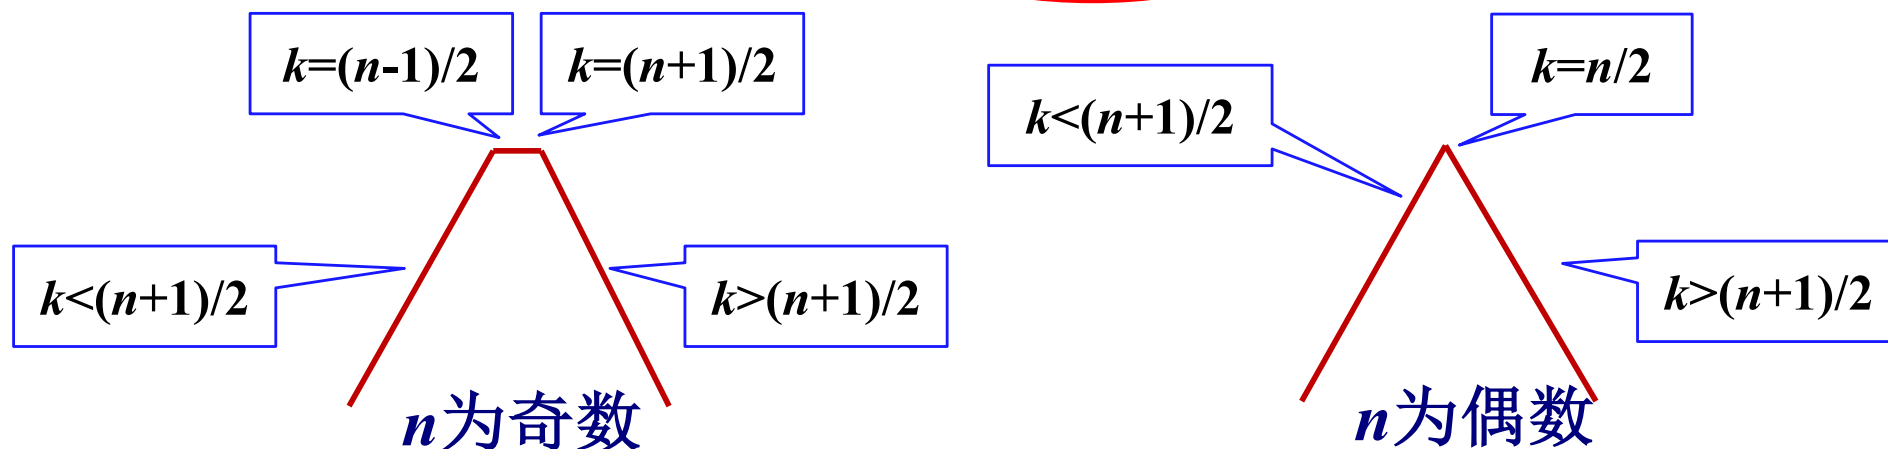 k=(n-1)/2
k=(n+1)/2
k<(n+1)/2
k>(n+1)/2
n为奇数
k=n/2
k<(n+1)/2
k>(n+1)/2
n为偶数